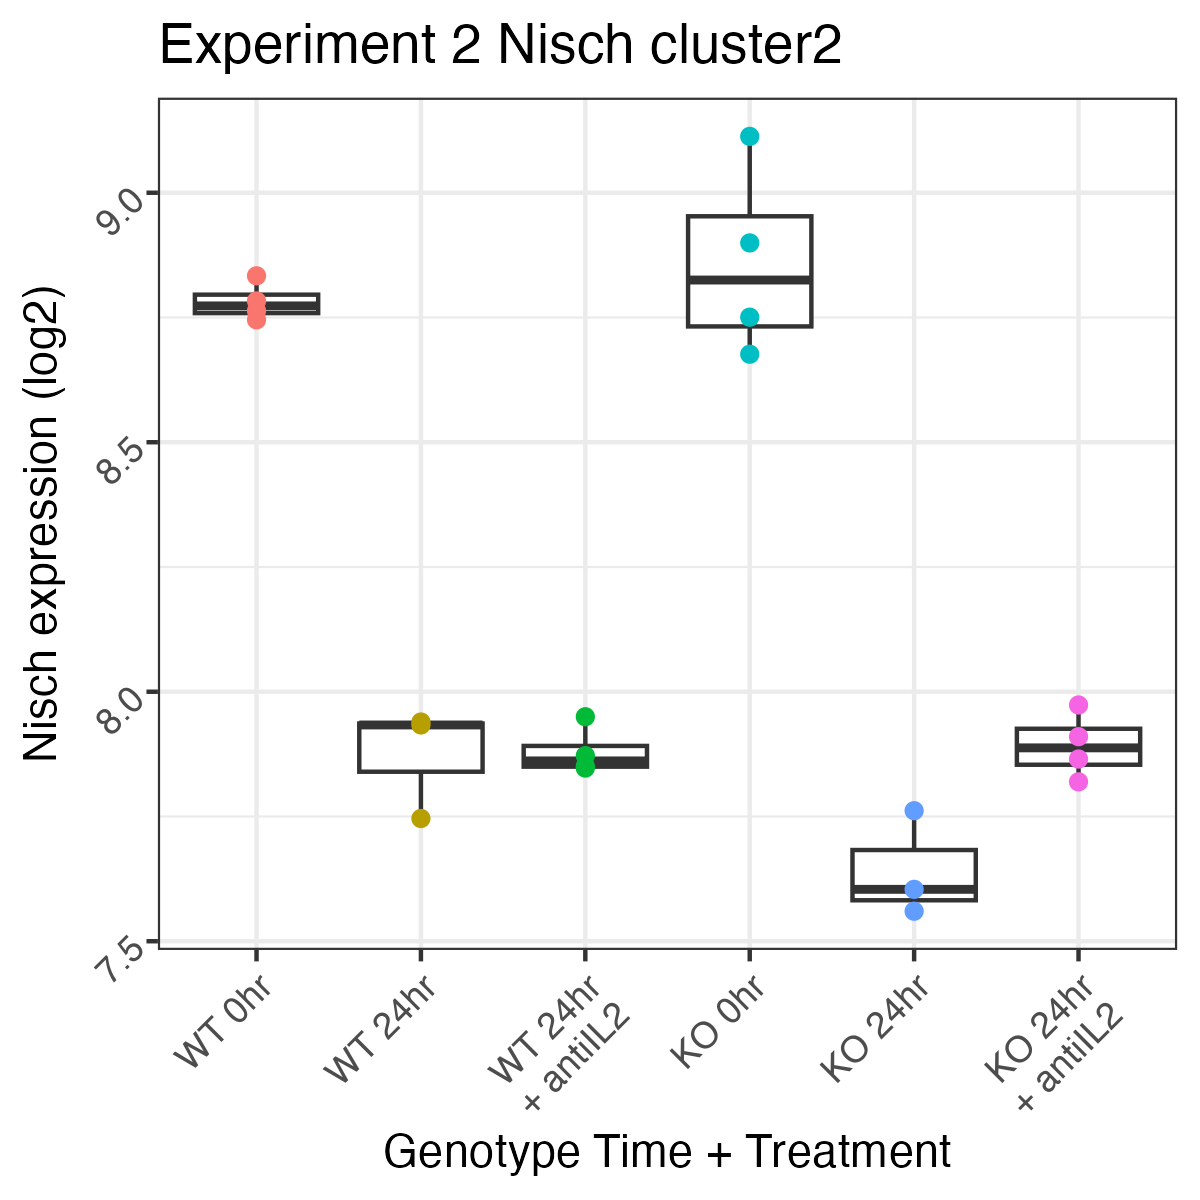 Experiment 2 Nisch cluster2
Nisch expression (log2)
9.0
8.5
8.0
7.5
WT 0hr
WT 24hr
WT 24hr
+ antiIL2
KO 0hr
KO 24hr
KO 24hr
+ antiIL2
Genotype Time + Treatment